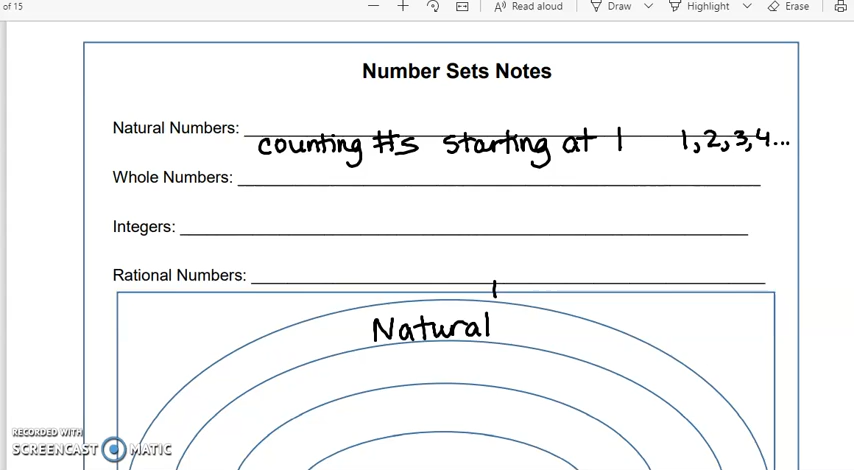 of 15 Read aloud Draw Highlight Erase
Number Sets Notes
Natural Numbers: counting #s starting at 1 1, 2, 3, 4...
Whole Numbers:
Integers:
Rational Numbers:
Natural
RECORDED WITH
SCREENCAST MATIC